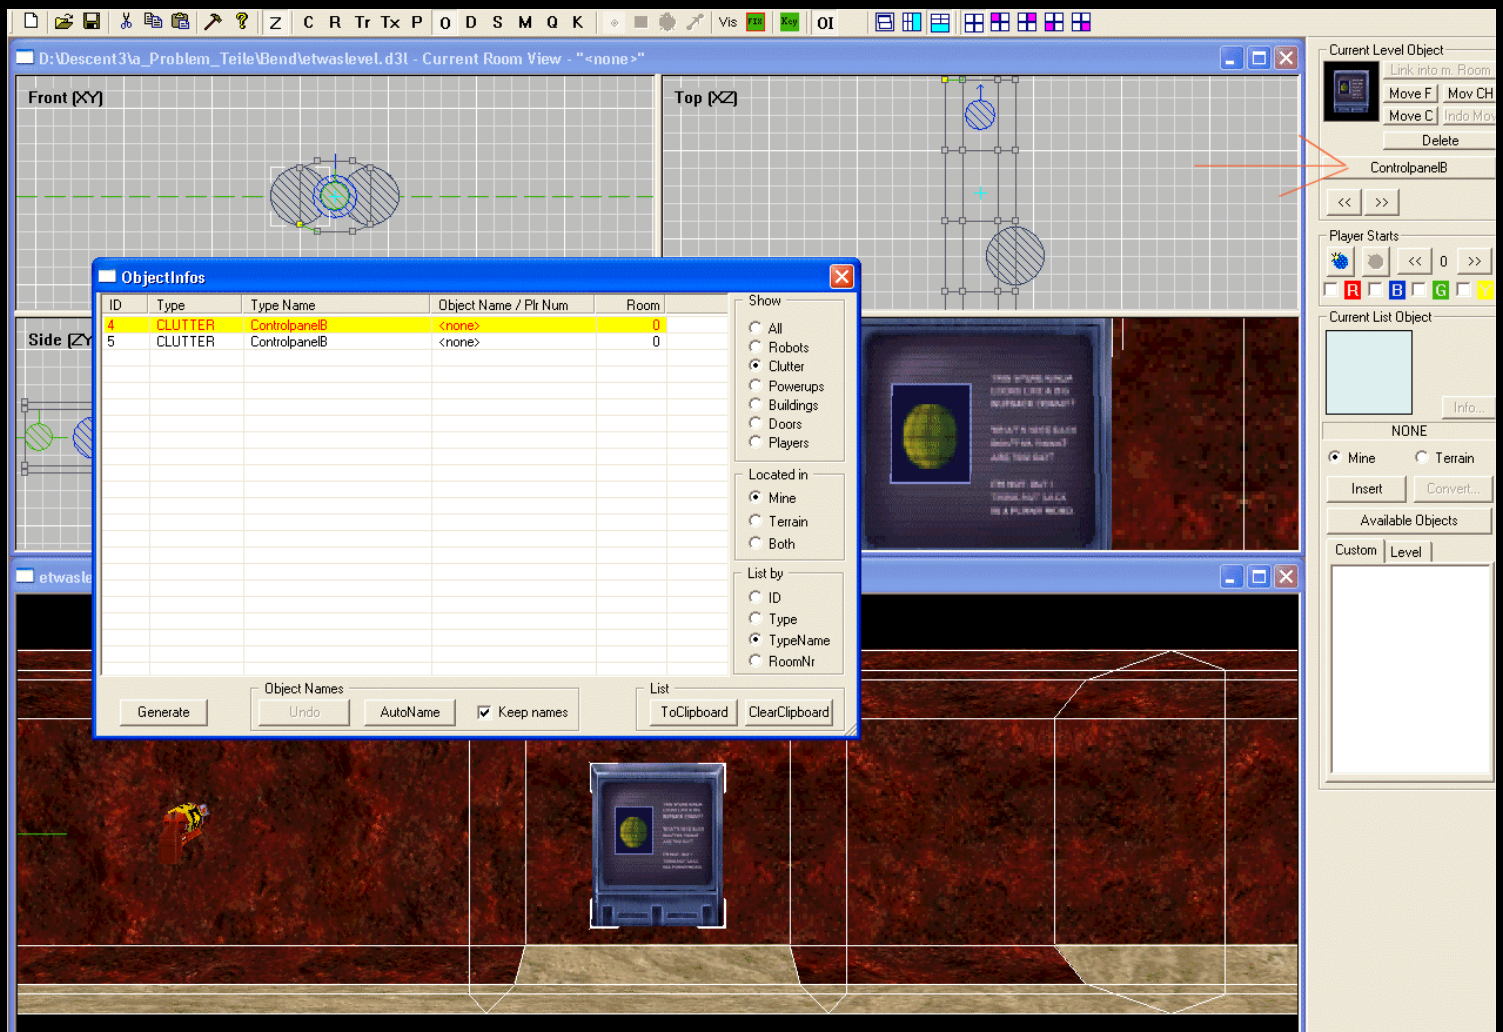 Z C R Tr Tx P O D S M Q K Vis FIX Key OI
D:\Descent3\a_Problem_Teile\Bend\etwaslevel.d3l - Current Room View - "<none>"
Front (XY)
Top (XZ)
Side (ZY
ObjectInfos
ID Type Type Name Object Name / Plr Num Room
4 CLUTTER ControlpanelB <none> 0
5 CLUTTER ControlpanelB <none> 0
Show
All
Robots
Clutter
Powerups
Buildings
Doors
Players
Located in
Mine
Terrain
Both
List by
ID
Type
TypeName
RoomNr
Generate
Object Names
Undo AutoName Keep names
List
ToClipboard ClearClipboard
etwasle
Current Level Object
Link into m. Room
Move F Mov CH
Move C Indo Mov
Delete
ControlpanelB
<< >>
Player Starts
<< 0 >>
R B G Y
Current List Object
Info...
NONE
Mine Terrain
Insert Convert...
Available Objects
Custom Level